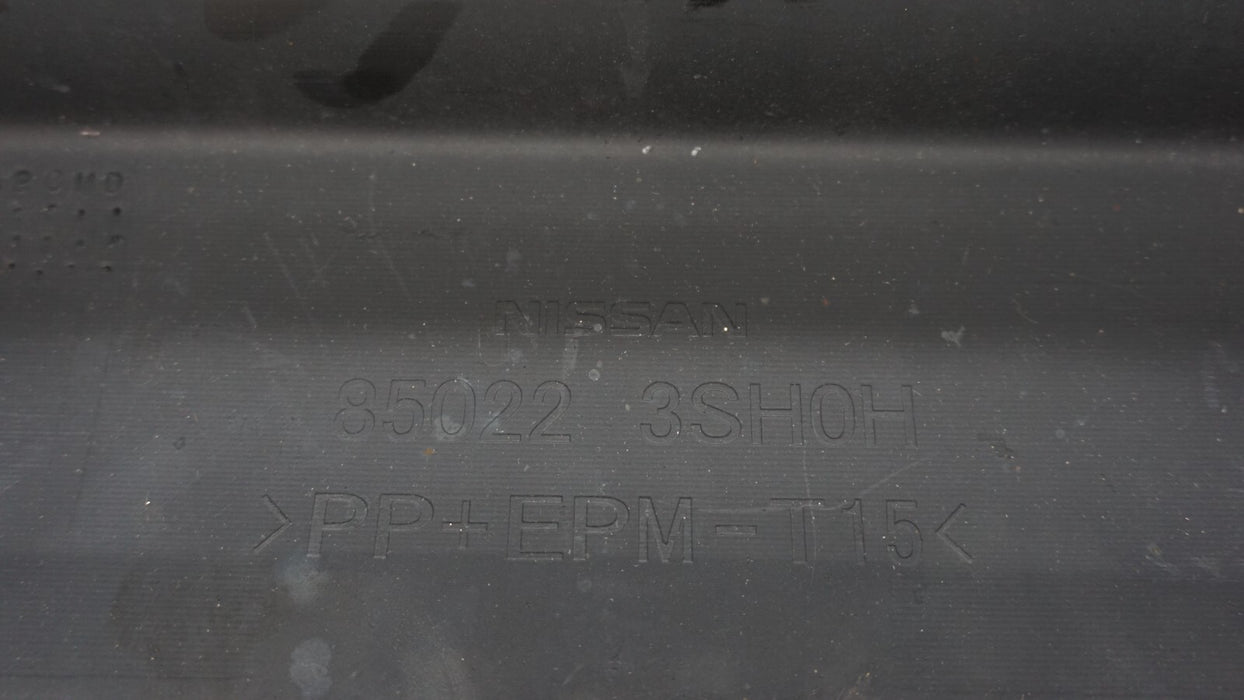 NISSAN
85022 3SH0H
>PP+EPM-T15<